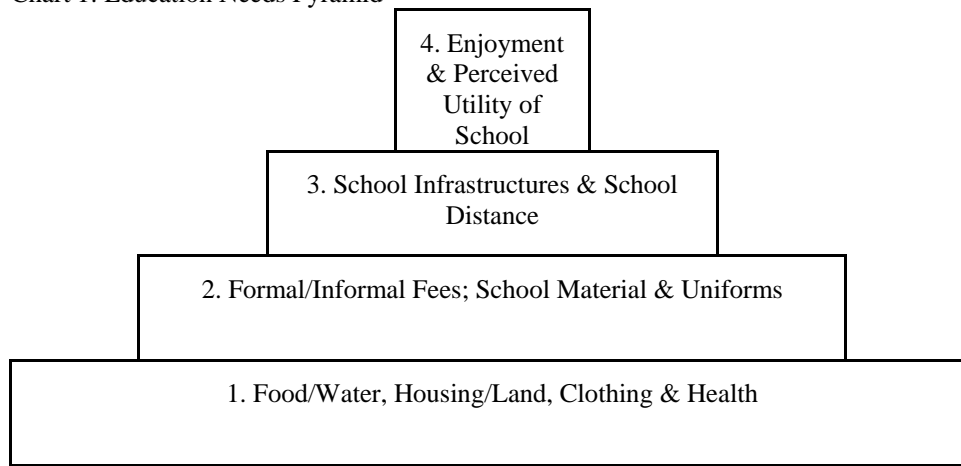 Chart 1. Education Needs Pyramid
4. Enjoyment
& Perceived
Utility of
School
3. School Infrastructures & School
Distance
2. Formal/Informal Fees; School Material & Uniforms
1. Food/Water, Housing/Land, Clothing & Health